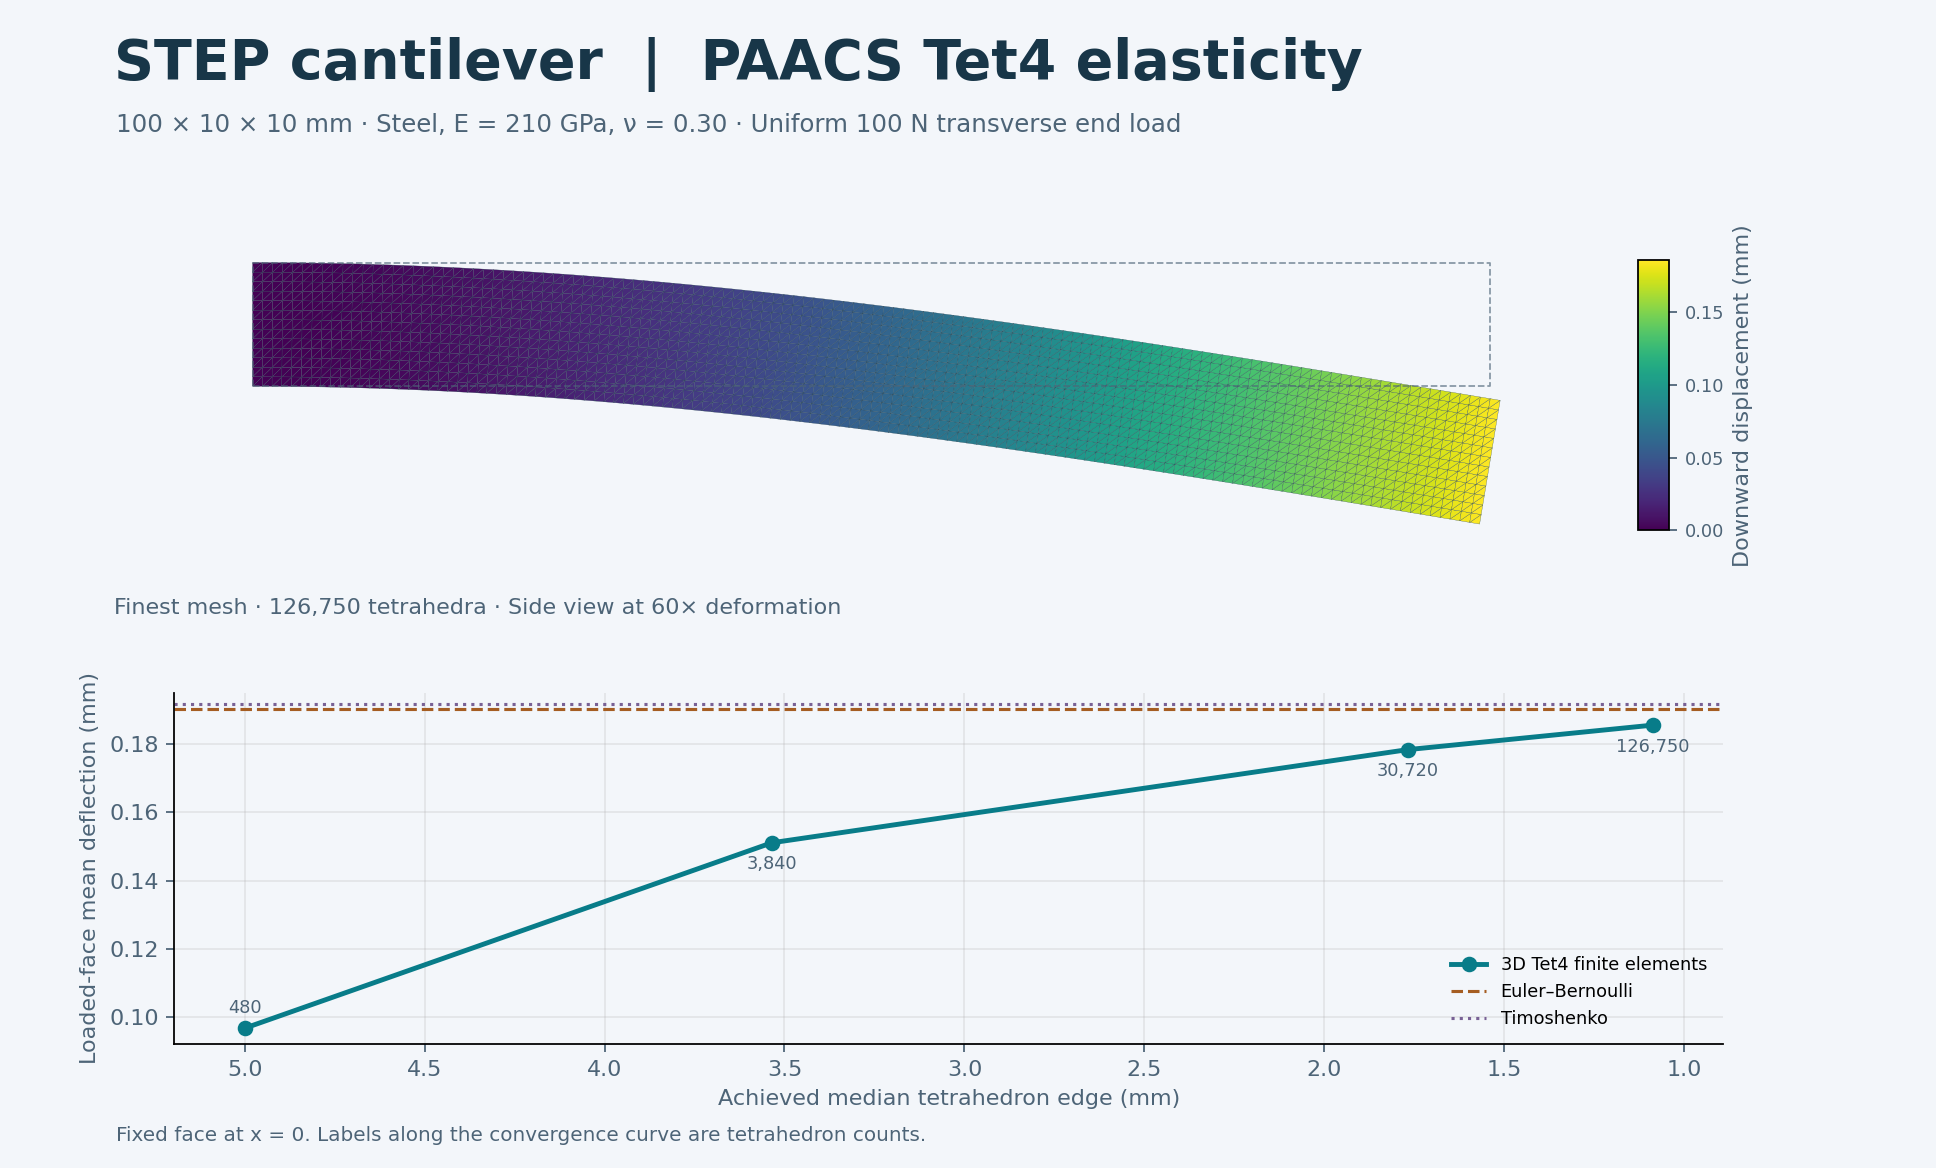 STEP cantilever | PAACS Tet4 elasticity
100 × 10 × 10 mm · Steel, E = 210 GPa, ν = 0.30 · Uniform 100 N transverse end load
0.15
0.10
0.05
0.00
Downward displacement (mm)
Finest mesh · 126,750 tetrahedra · Side view at 60× deformation
Loaded-face mean deflection (mm)
0.18
0.16
0.14
0.12
0.10
480
3,840
30,720
126,750
3D Tet4 finite elements
Euler–Bernoulli
Timoshenko
5.0 4.5 4.0 3.5 3.0 2.5 2.0 1.5 1.0
Achieved median tetrahedron edge (mm)
Fixed face at x = 0. Labels along the convergence curve are tetrahedron counts.